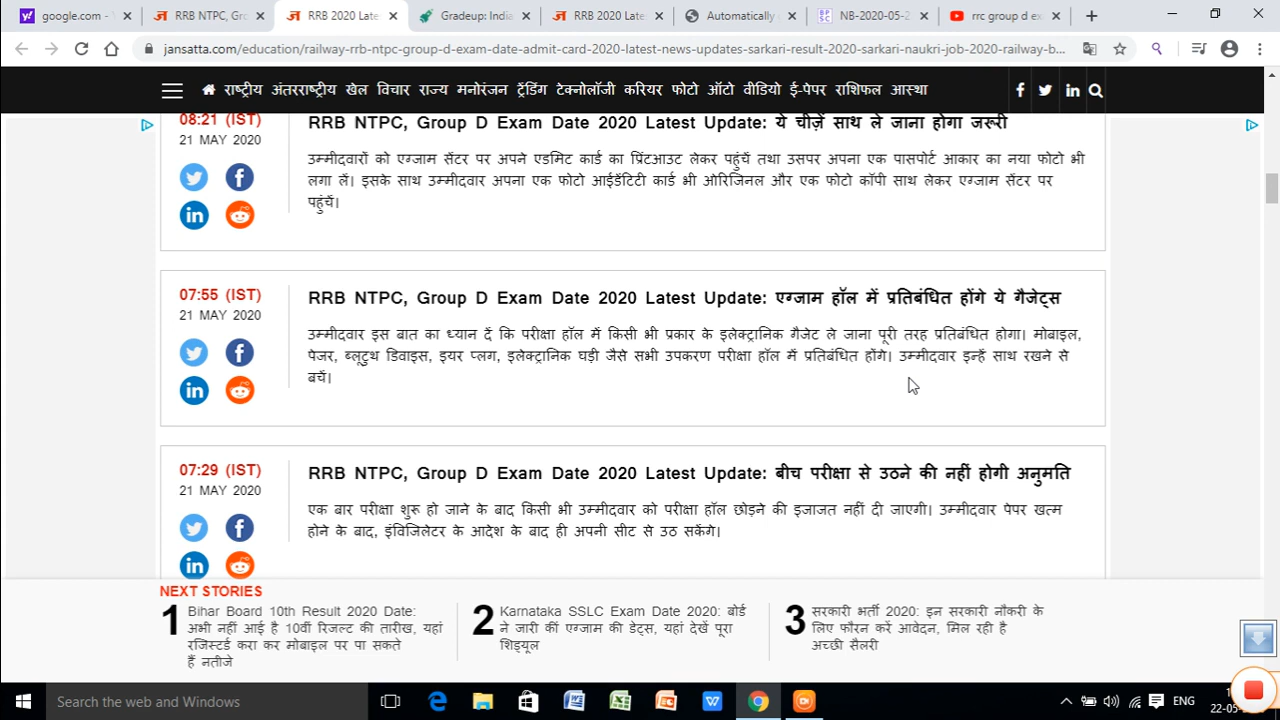 google.com - Y
RRB NTPC, Gro
RRB 2020 Late
Gradeup: India
RRB 2020 Late
Automatically g
NB-2020-05-2
rrc group d exa
jansatta.com/education/railway-rrb-ntpc-group-d-exam-date-admit-card-2020-latest-news-updates-sarkari-result-2020-sarkari-naukri-job-2020-railway-b...
राष्ट्रीय अंतरराष्ट्रीय खेल विचार राज्य मनोरंजन ट्रेंडिंग टेक्नोलॉजी करियर फोटो ऑटो वीडियो ई-पेपर राशिफल आस्था
08:21 (IST)
21 MAY 2020
RRB NTPC, Group D Exam Date 2020 Latest Update: ये चीज़ें साथ ले जाना होगा जरूरी
उम्मीदवारों को एग्जाम सेंटर पर अपने एडमिट कार्ड का प्रिंटआउट लेकर पहुंचें तथा उसपर अपना एक पासपोर्ट आकार का नया फोटो भी
लगा लें। इसके साथ उम्मीदवार अपना एक फोटो आईडेंटिटी कार्ड भी ओरिजिनल और एक फोटो कॉपी साथ लेकर एग्जाम सेंटर पर
पहुंचें।
07:55 (IST)
21 MAY 2020
RRB NTPC, Group D Exam Date 2020 Latest Update: एग्जाम हॉल में प्रतिबंधित होंगे ये गैजेट्स
उम्मीदवार इस बात का ध्यान दें कि परीक्षा हॉल में किसी भी प्रकार के इलेक्ट्रानिक गैजेट ले जाना पूरी तरह प्रतिबंधित होगा। मोबाइल,
पेजर, ब्लूटुथ डिवाइस, इयर प्लग, इलेक्ट्रानिक घड़ी जैसे सभी उपकरण परीक्षा हॉल में प्रतिबंधित होंगे। उम्मीदवार इन्हें साथ रखने से
बचें।
07:29 (IST)
21 MAY 2020
RRB NTPC, Group D Exam Date 2020 Latest Update: बीच परीक्षा से उठने की नहीं होगी अनुमति
एक बार परीक्षा शुरू हो जाने के बाद किसी भी उम्मीदवार को परीक्षा हॉल छोड़ने की इजाजत नहीं दी जाएगी। उम्मीदवार पेपर खत्म
होने के बाद, इंविजिलेटर के आदेश के बाद ही अपनी सीट से उठ सकेंगे।
NEXT STORIES
1 Bihar Board 10th Result 2020 Date:
अभी नहीं आई है 10वीं रिजल्ट की तारीख, यहां
रजिस्टर्ड करा कर मोबाइल पर पा सकते
हैं नतीजे
2 Karnataka SSLC Exam Date 2020: बोर्ड
ने जारी कीं एग्जाम की डेट्स, यहां देखें पूरा
शिड्यूल
3 सरकारी भर्ती 2020: इन सरकारी नौकरी के
लिए फौरन करें आवेदन, मिल रही है
अच्छी सैलरी
Search the web and Windows
ENG
22-05-